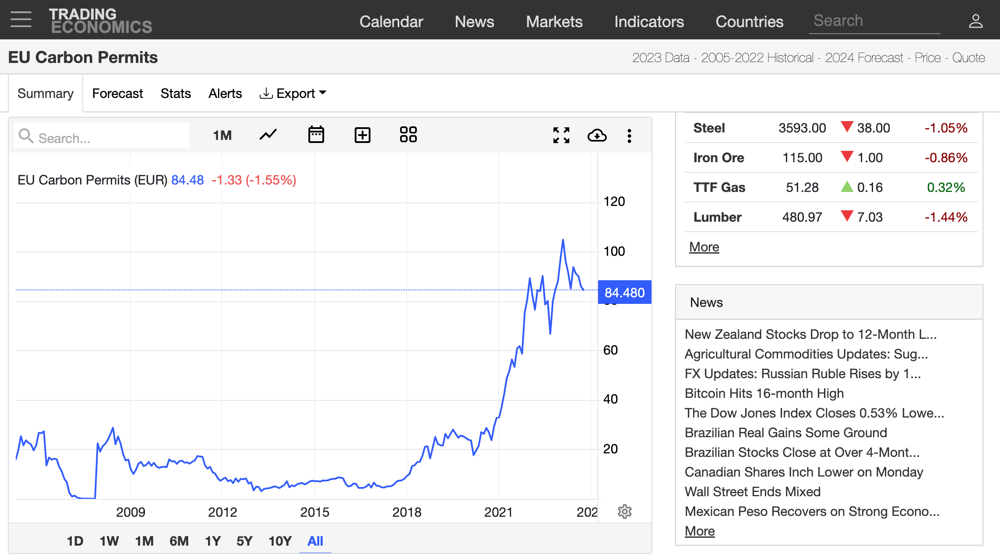 TRADING
ECONOMICS
Calendar News Markets Indicators Countries Search
EU Carbon Permits
2023 Data - 2005-2022 Historical - 2024 Forecast - Price - Quote
Summary Forecast Stats Alerts Export
Search... 1M
EU Carbon Permits (EUR) 84.48 -1.33 (-1.55%)
120
100
84.480
60
40
20
2009 2012 2015 2018 2021 202
1D 1W 1M 6M 1Y 5Y 10Y All
Steel 3593.00 38.00 -1.05%
Iron Ore 115.00 1.00 -0.86%
TTF Gas 51.28 0.16 0.32%
Lumber 480.97 7.03 -1.44%
More
News
New Zealand Stocks Drop to 12-Month L...
Agricultural Commodities Updates: Sug...
FX Updates: Russian Ruble Rises by 1...
Bitcoin Hits 16-month High
The Dow Jones Index Closes 0.53% Lowe...
Brazilian Real Gains Some Ground
Brazilian Stocks Close at Over 4-Mont...
Canadian Shares Inch Lower on Monday
Wall Street Ends Mixed
Mexican Peso Recovers on Strong Econo...
More